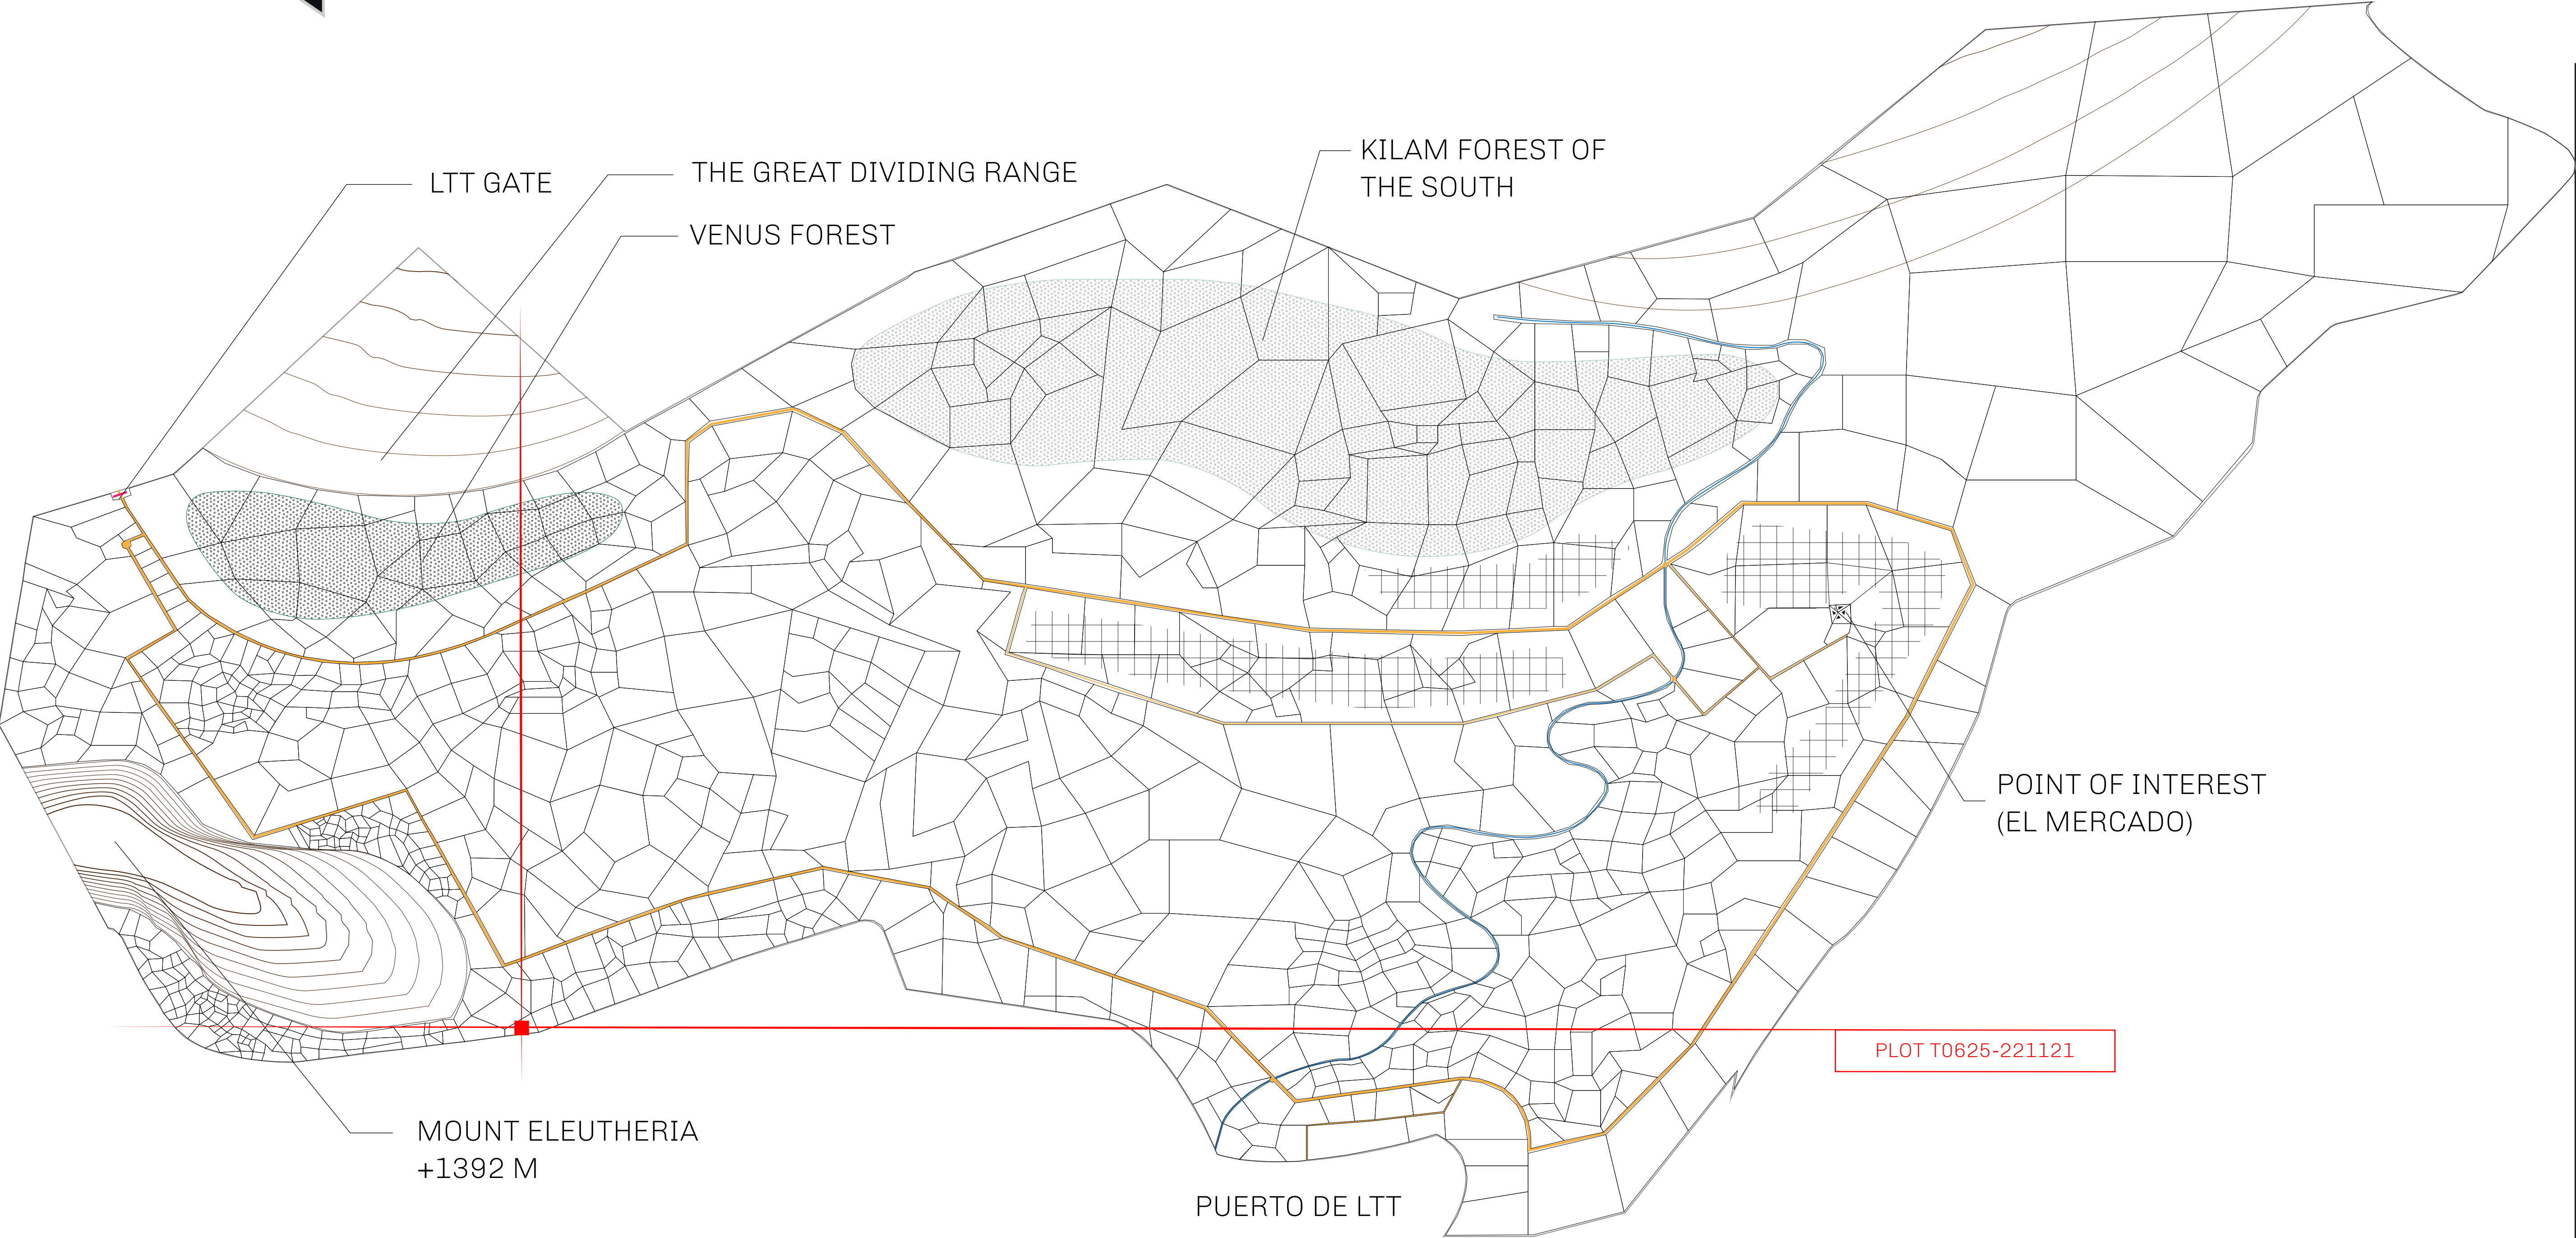 KILAM FOREST OF
THE SOUTH
THE GREAT DIVIDING RANGE
LTT GATE
VENUS FOREST
POINT OF INTEREST
(EL MERCADO)
PLOT T0625-221121
MOUNT ELEUTHERIA
+1392 M
PUERTO DE LTT